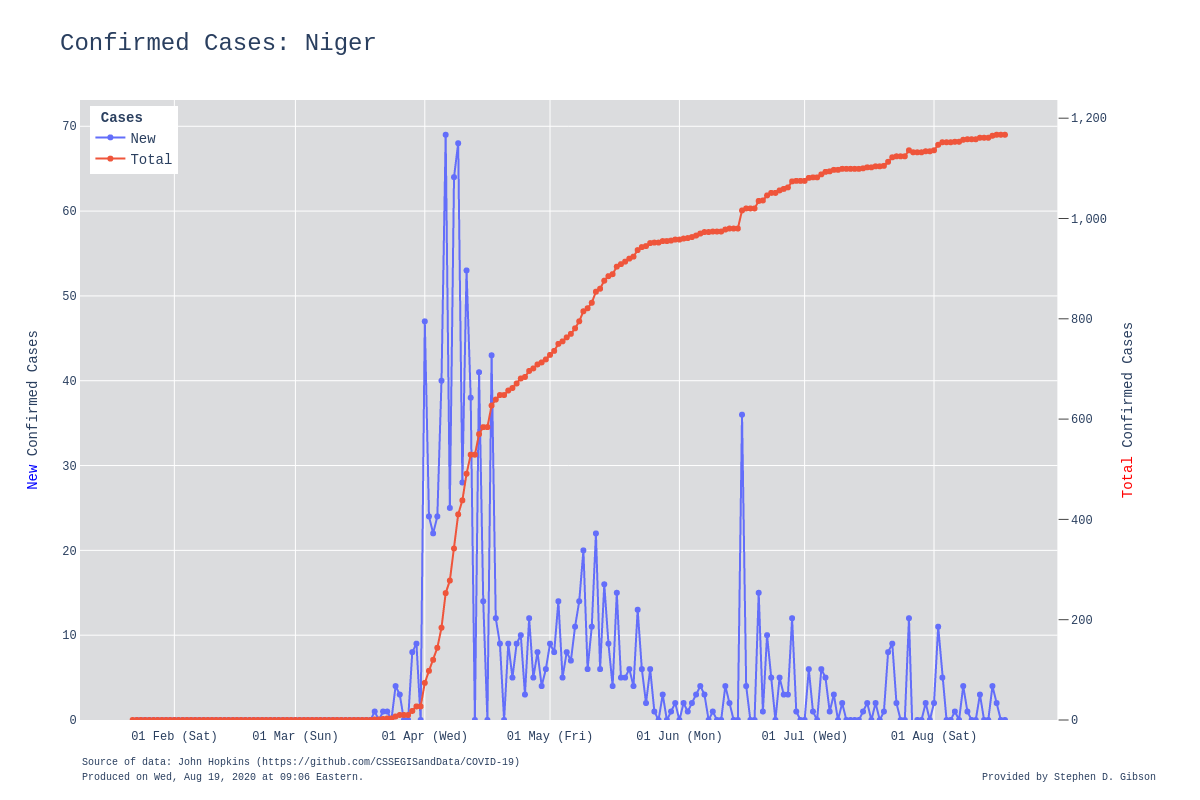 Confirmed Cases: Niger
Cases
New
Total
70
60
50
40
30
20
10
0
1,200
1,000
800
600
400
200
0
New Confirmed Cases
Total Confirmed Cases
01 Feb (Sat)
01 Mar (Sun)
01 Apr (Wed)
01 May (Fri)
01 Jun (Mon)
01 Jul (Wed)
01 Aug (Sat)
Source of data: John Hopkins (https://github.com/CSSEGISandData/COVID-19)
Produced on Wed, Aug 19, 2020 at 09:06 Eastern.
Provided by Stephen D. Gibson